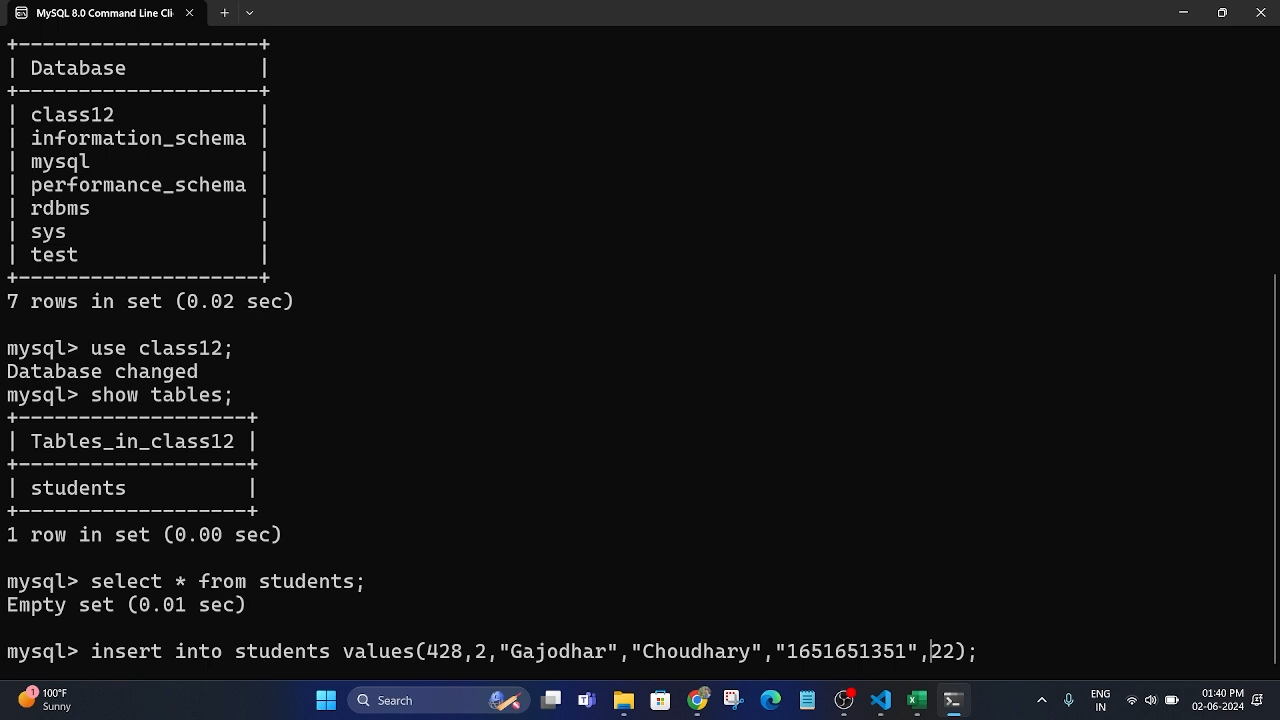 MySQL 8.0 Command Line Cli
+--------------------+
| Database           |
+--------------------+
| class12            |
| information_schema |
| mysql              |
| performance_schema |
| rdbms              |
| sys                |
| test               |
+--------------------+
7 rows in set (0.02 sec)
mysql> use class12;
Database changed
mysql> show tables;
+-------------------+
| Tables_in_class12 |
+-------------------+
| students          |
+-------------------+
1 row in set (0.00 sec)
mysql> select * from students;
Empty set (0.01 sec)
mysql> insert into students values(428,2,"Gajodhar","Choudhary","1651651351",22);
1
100°F
Sunny
Search
ENG
IN
01:40 PM
02-06-2024